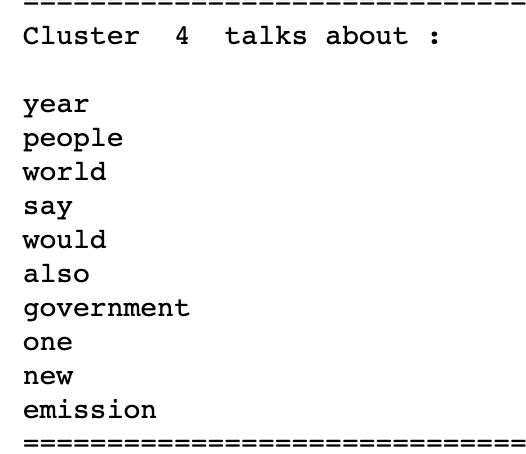 -------------------------------
Cluster  4  talks about :
year
people
world
say
would
also
government
one
new
emission
==============================